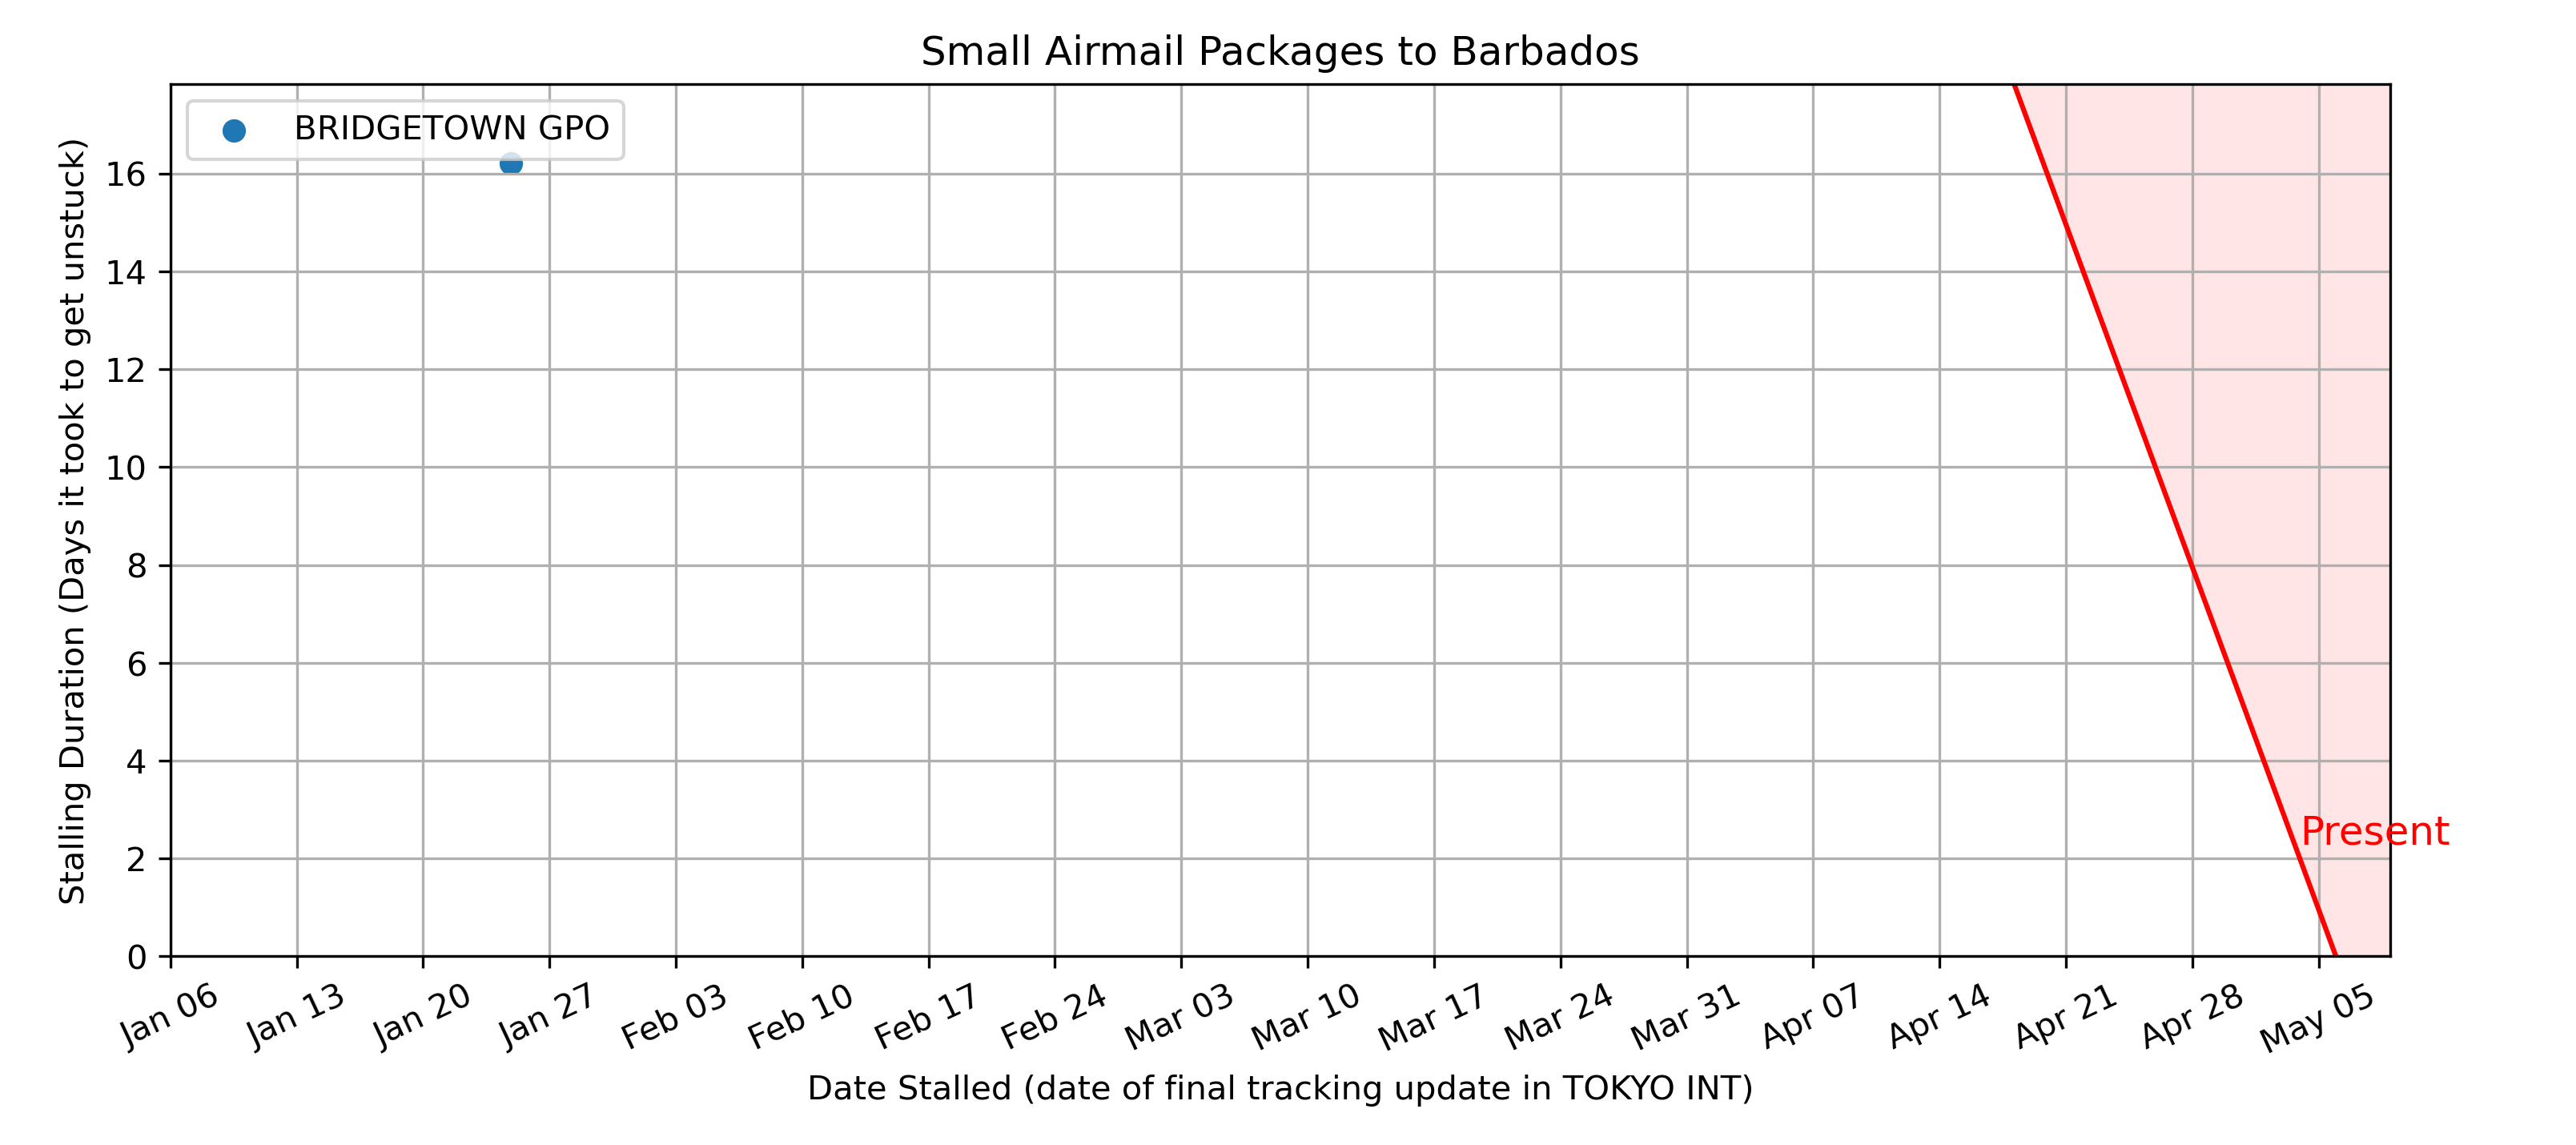 Small Airmail Packages to Barbados
BRIDGETOWN GPO
Stalling Duration (Days it took to get unstuck)
16
14
12
10
8
6
4
2
0
Present
Jan 06
Jan 13
Jan 20
Jan 27
Feb 03
Feb 10
Feb 17
Feb 24
Mar 03
Mar 10
Mar 17
Mar 24
Mar 31
Apr 07
Apr 14
Apr 21
Apr 28
May 05
Date Stalled (date of final tracking update in TOKYO INT)